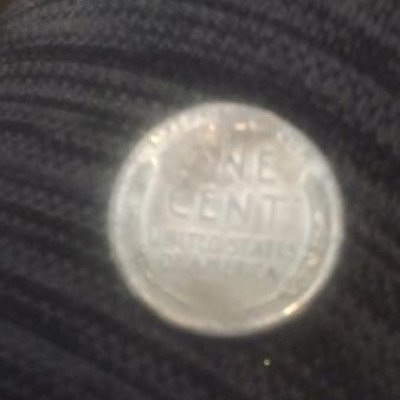 ONE
CENT
UNITED STATES
OF AMERICA